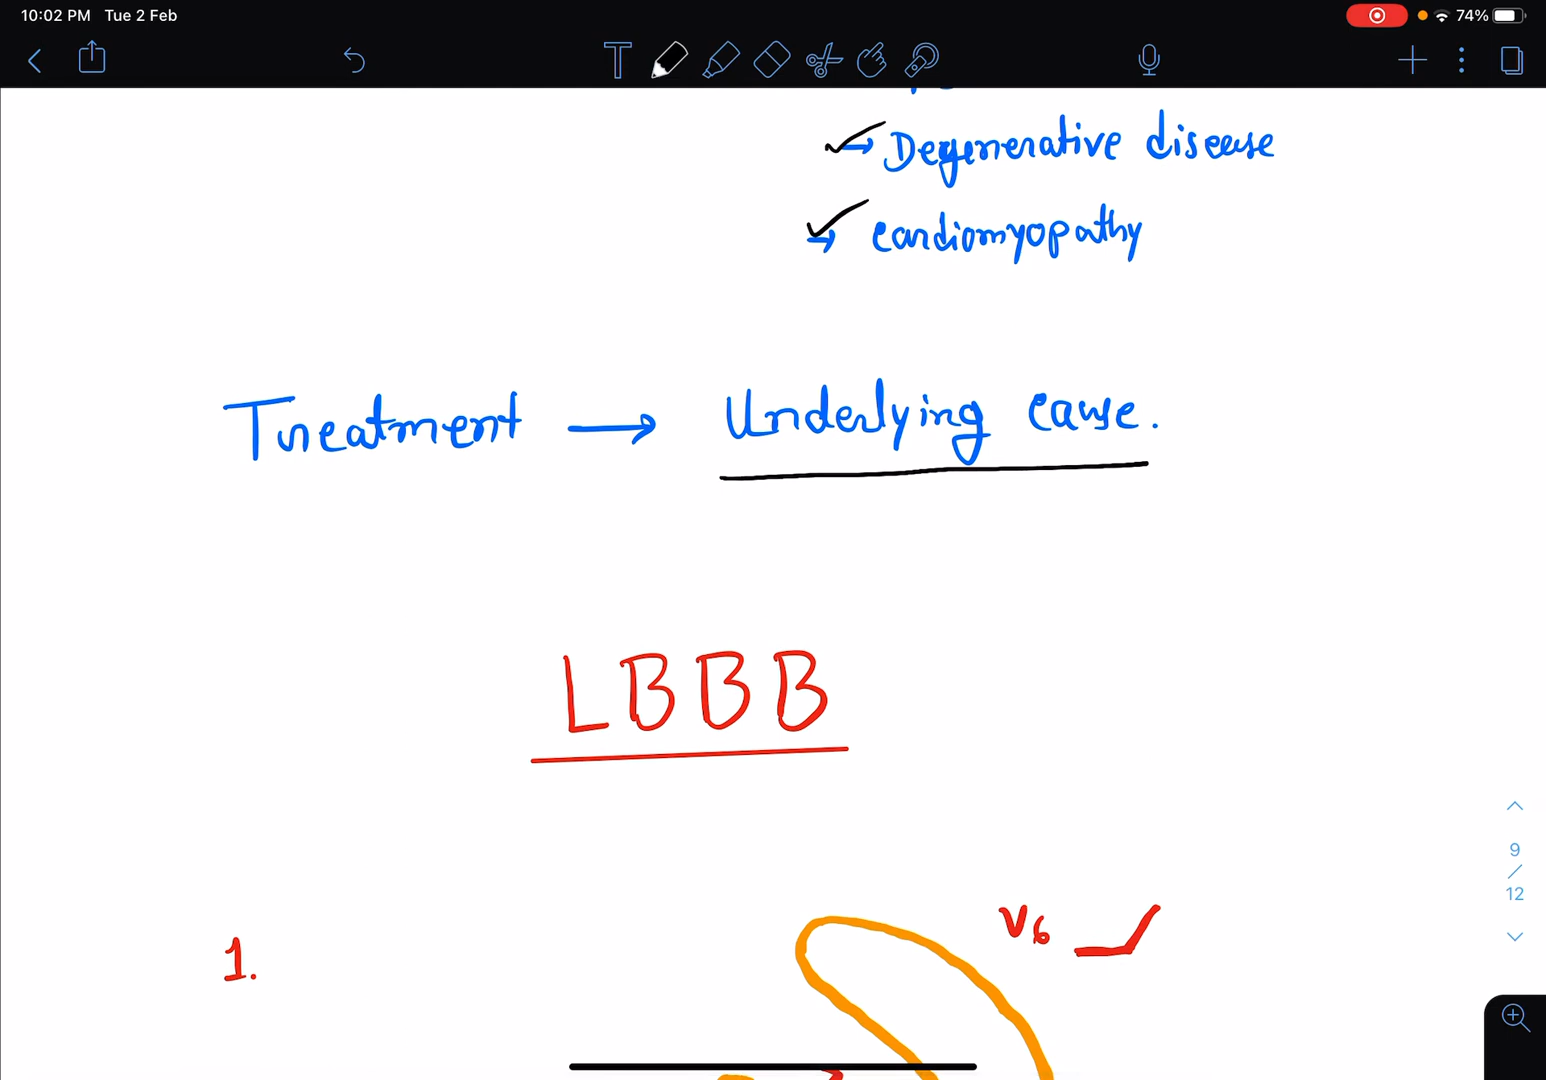 10:02 PM Tue 2 Feb
74%
→ Degenerative disease
→ cardiomyopathy
Treatment → Underlying cause.
LBBB
1.
V6
9
/
12